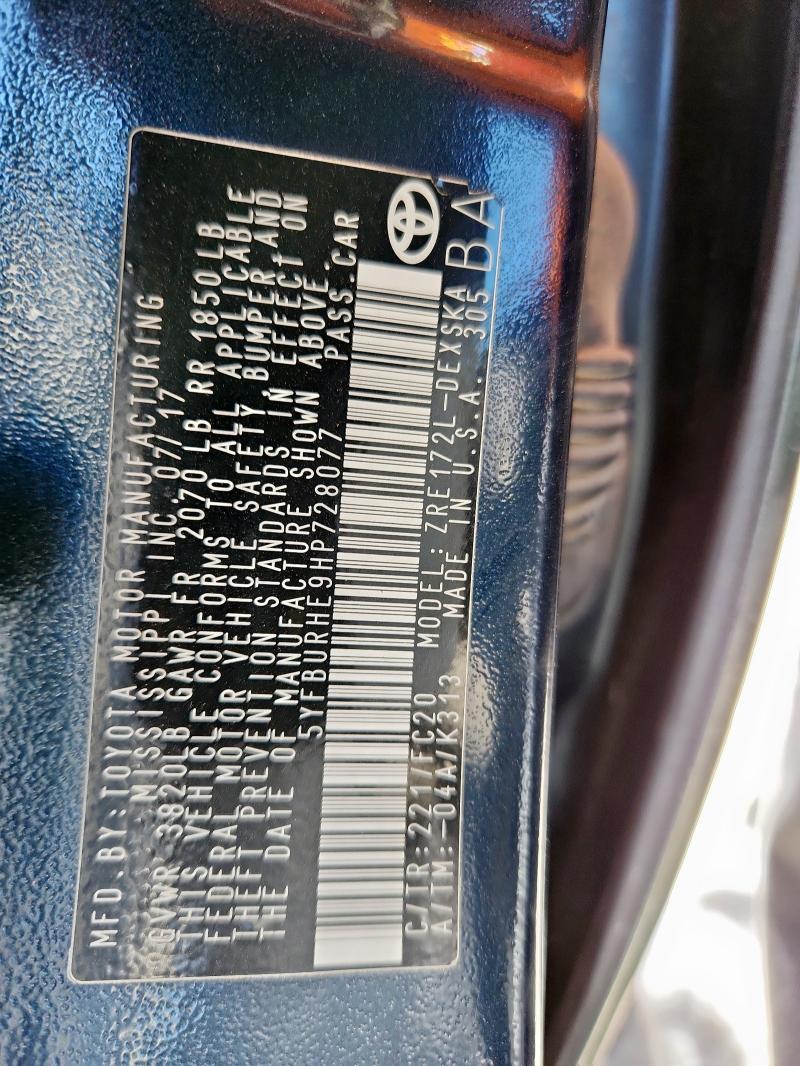 MFD.BY:TOYOTA MOTOR MANUFACTURING
MISSISSIPPI INC 07/17
GVWR 3820LB GAWR FR 2070 LB RR 1850LB
THIS VEHICLE CONFORMS TO ALL APPLICABLE
FEDERAL MOTOR VEHICLE SAFETY BUMPER,AND
THEFT PREVENTION STANDARDS IN EFFECT ON
THE DATE OF MANUFACTURE SHOWN ABOVE.
5YFBURHE9HP728077 PASS.CAR
C/TR:221/FC20 MODEL:ZRE172L-DEXSKA
A/TM:-04A/K313 MADE IN U.S.A. 305 BA